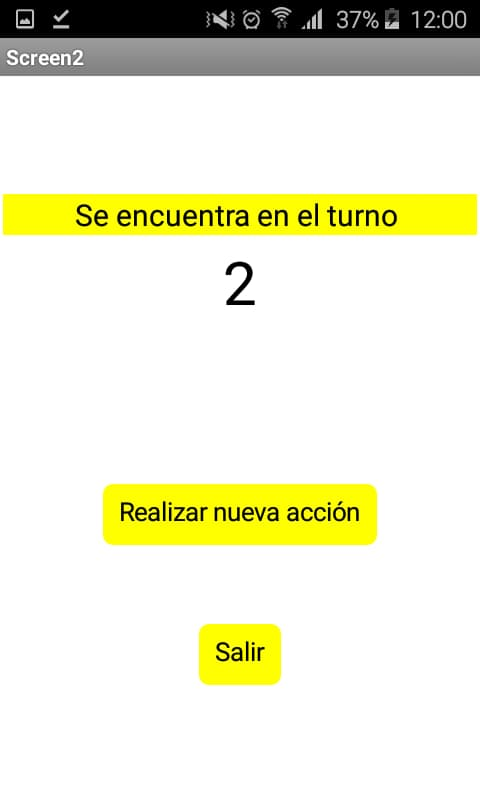 37% 12:00
Screen2
Se encuentra en el turno
2
Realizar nueva acción
Salir